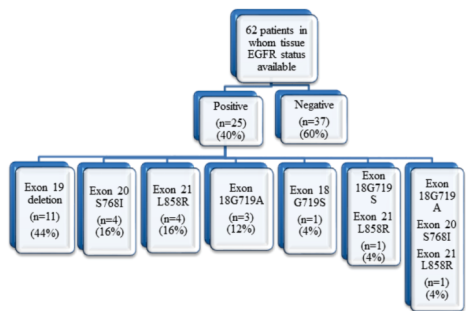 62 patients in
whom tissue
EGFR status
available
Positive
(n=25)
(40%)
Negative
(n=37)
(60%)
Exon 19
deletion
(n=11)
(44%)
Exon 20
S768I
(n=4)
(16%)
Exon 21
L858R
(n=4)
(16%)
Exon
18G719A
(n=3)
(12%)
Exon 18
G719S
(n=1)
(4%)
Exon
18G719
S
Exon 21
L858R
(n=1)
(4%)
Exon
18G719
A
Exon 20
S768I
Exon 21
L858R
(n=1)
(4%)